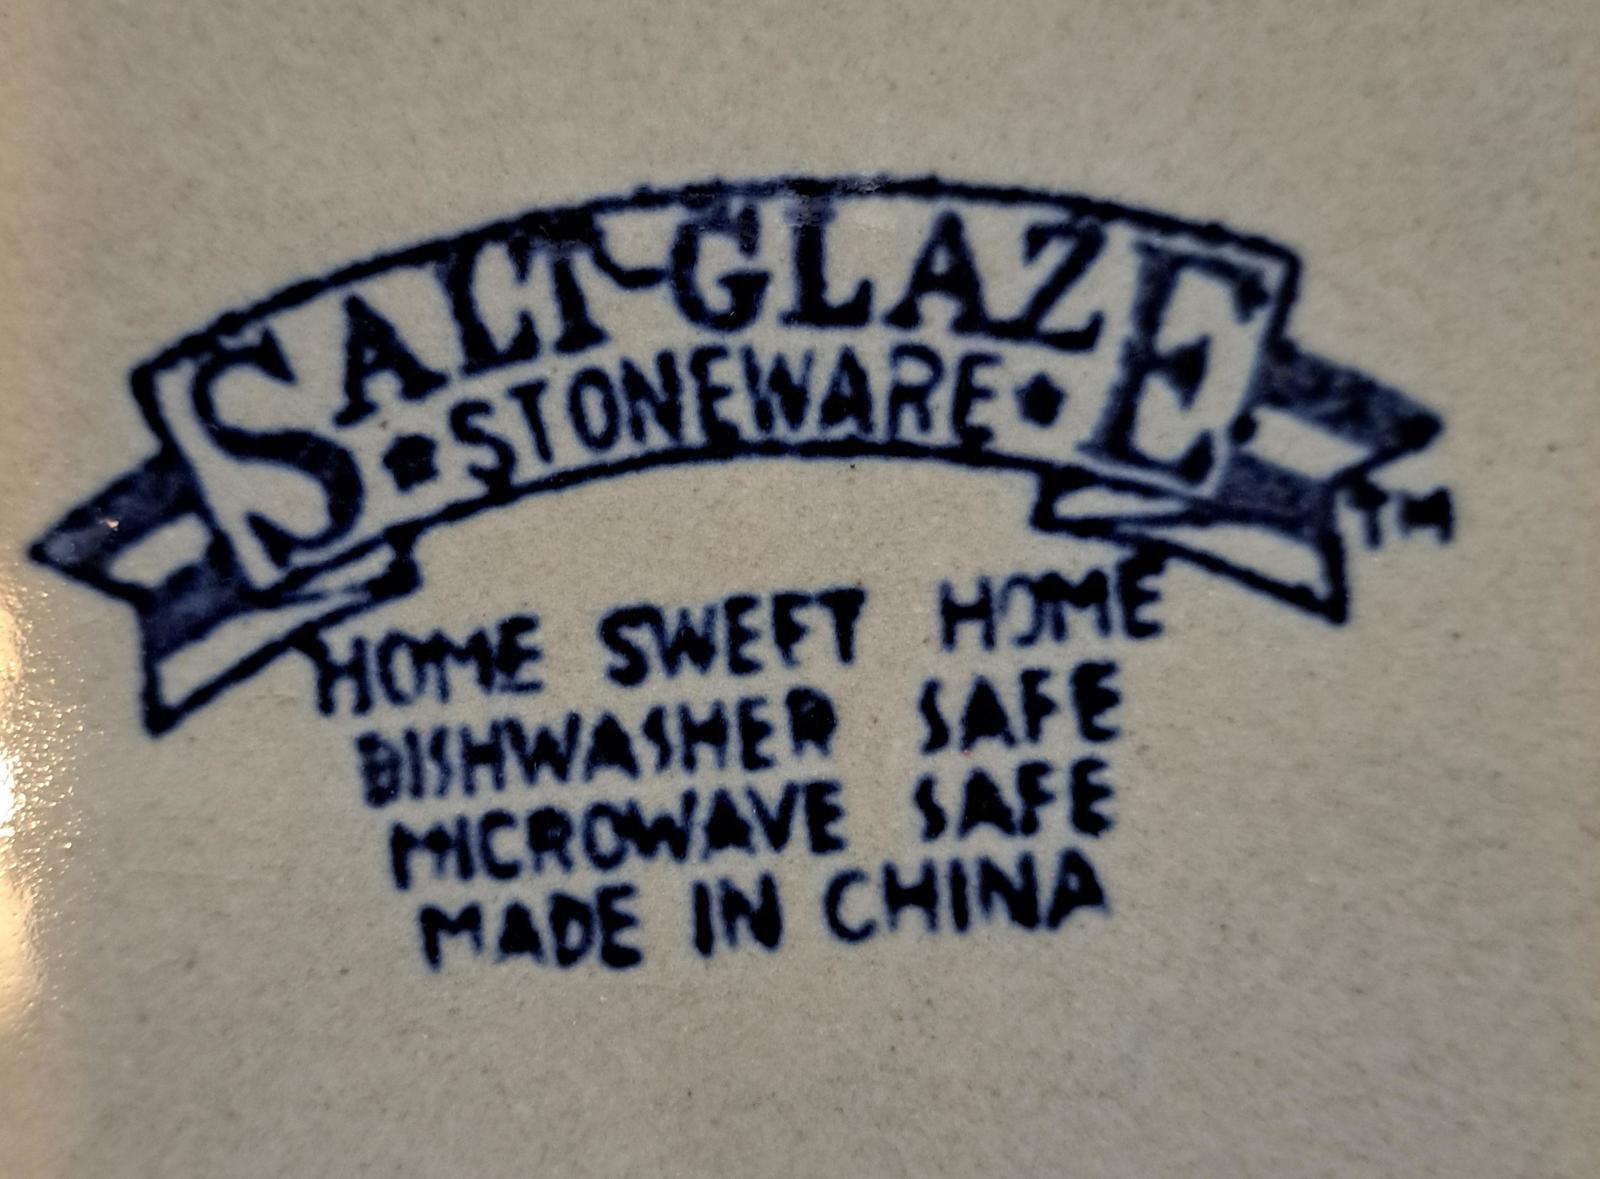 SALT-GLAZE
STONEWARE
TM
HOME SWEET HOME
DISHWASHER SAFE
MICROWAVE SAFE
MADE IN CHINA